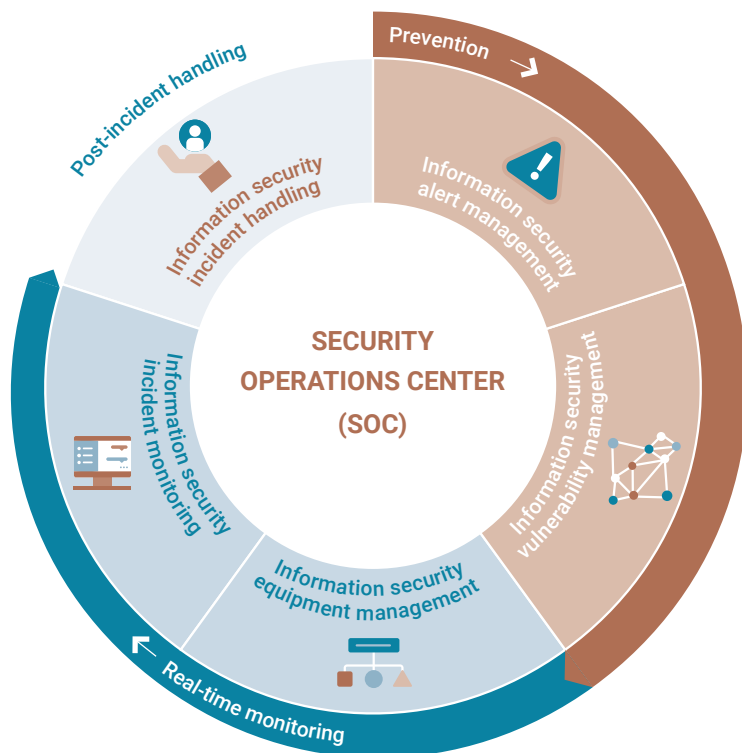 Prevention
Information security
alert management
Information security
vulnerability management
Information security
equipment management
Real-time monitoring
Information security
incident monitoring
Post-incident handling
Information security
incident handling
SECURITY
OPERATIONS CENTER
(SOC)